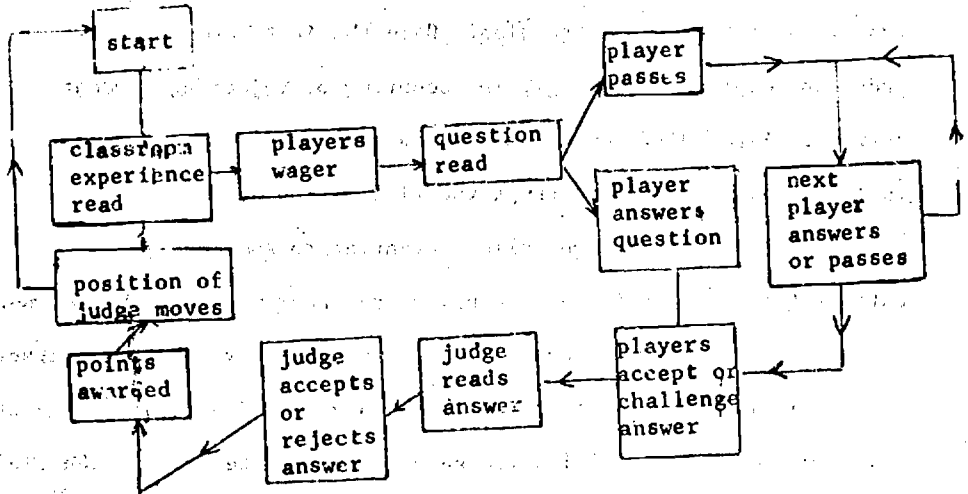 start
classroom
experience
read
players
wager
question
read
player
passes
player
answers
question
next
player
answers
or passes
players
accept or
challenge
answer
judge
reads
answer
judge
accepts
or
rejects
answer
points
awarded
position of
judge moves